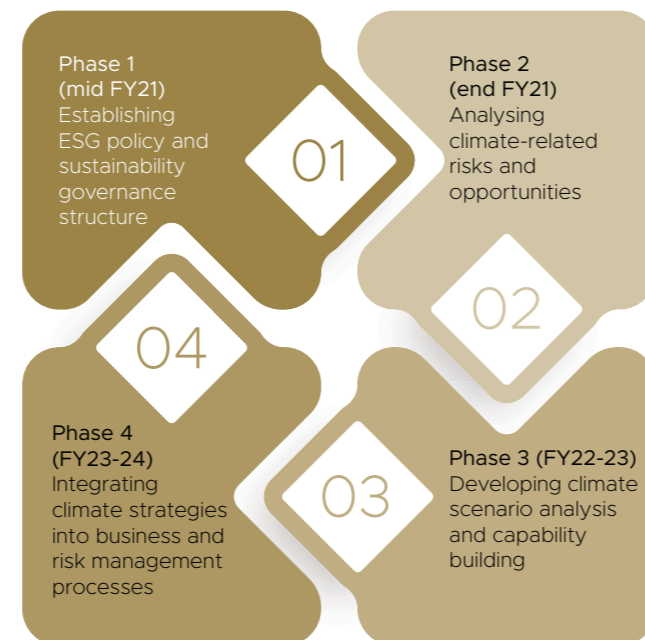 Phase 1
(mid FY21)
Establishing
ESG policy and
sustainability
governance
structure
01
Phase 2
(end FY21)
Analysing
climate-related
risks and
opportunities
02
Phase 3 (FY22-23)
Developing climate
scenario analysis
and capability
building
03
Phase 4
(FY23-24)
Integrating
climate strategies
into business and
risk management
processes
04